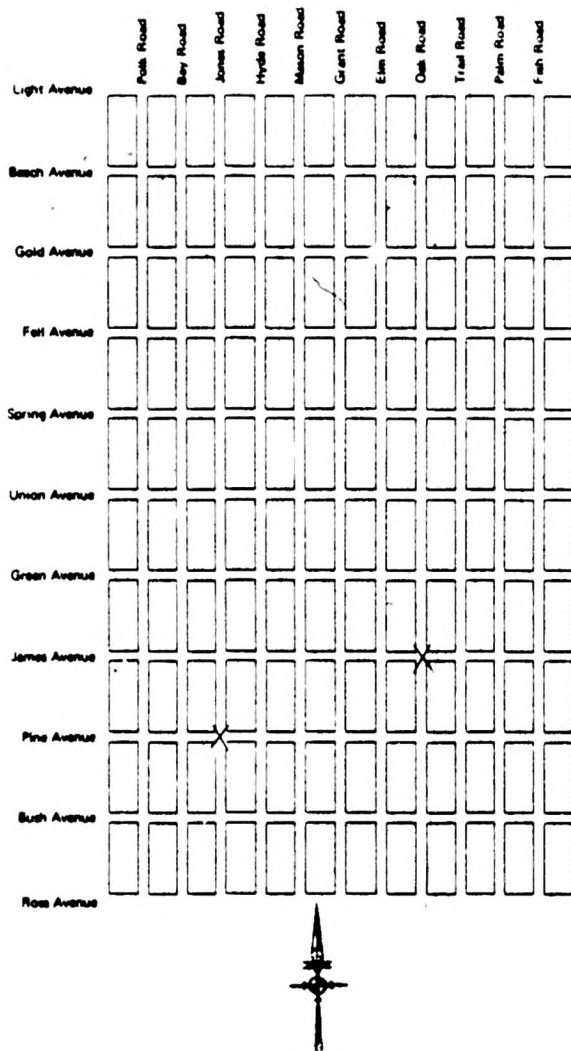 Polk Road
Bay Road
Jones Road
Hyde Road
Mason Road
Grant Road
Elm Road
Oak Road
Trail Road
Palm Road
Fish Road
Light Avenue
Beach Avenue
Gold Avenue
Fell Avenue
Spring Avenue
Union Avenue
Green Avenue
James Avenue
X
Pine Avenue
X
Bush Avenue
Ross Avenue